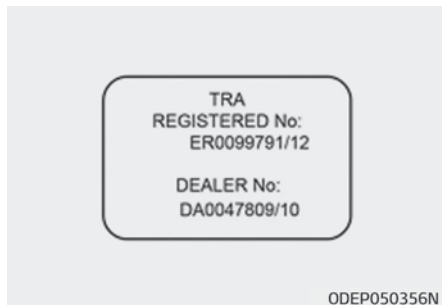 TRA
REGISTERED No:
ER0099791/12
DEALER No:
DA0047809/10
ODEP050356N